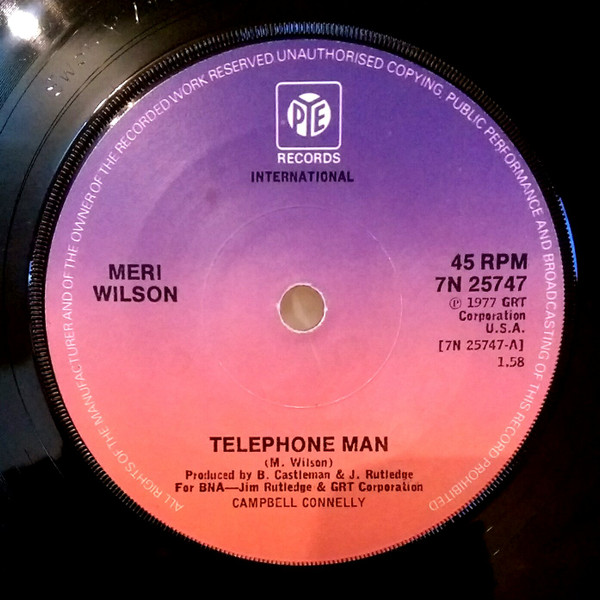 ALL RIGHTS OF THE MANUFACTURER AND OF THE OWNER OF THE RECORDED WORK RESERVED UNAUTHORISED COPYING, PUBLIC PERFORMANCE AND BROADCASTING OF THIS RECORD PROHIBITED
PYE
RECORDS
INTERNATIONAL
MERI
WILSON
45 RPM
7N 25747
℗ 1977 GRT
Corporation
U.S.A.
[7N 25747-A]
1.58
TELEPHONE MAN
(M. Wilson)
Produced by B. Castleman & J. Rutledge
For BNA—Jim Rutledge & GRT Corporation
CAMPBELL CONNELLY